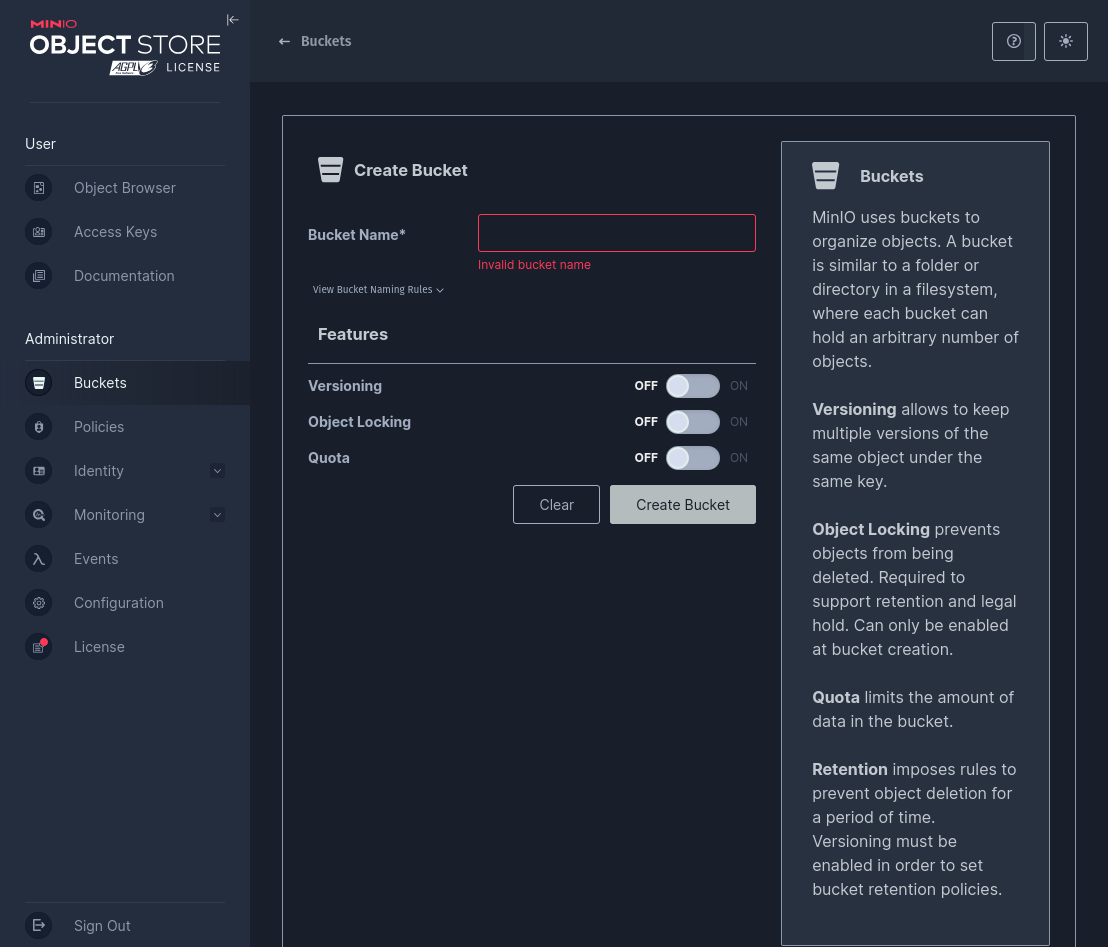 MINIO
OBJECT STORE
AGPLv3 LICENSE
User
Object Browser
Access Keys
Documentation
Administrator
Buckets
Policies
Identity
Monitoring
Events
Configuration
License
Sign Out
Buckets
Create Bucket
Bucket Name*
Invalid bucket name
View Bucket Naming Rules
Features
Versioning OFF ON
Object Locking OFF ON
Quota OFF ON
Clear Create Bucket
Buckets
MinIO uses buckets to
organize objects. A bucket
is similar to a folder or
directory in a filesystem,
where each bucket can
hold an arbitrary number of
objects.
Versioning allows to keep
multiple versions of the
same object under the
same key.
Object Locking prevents
objects from being
deleted. Required to
support retention and legal
hold. Can only be enabled
at bucket creation.
Quota limits the amount of
data in the bucket.
Retention imposes rules to
prevent object deletion for
a period of time.
Versioning must be
enabled in order to set
bucket retention policies.